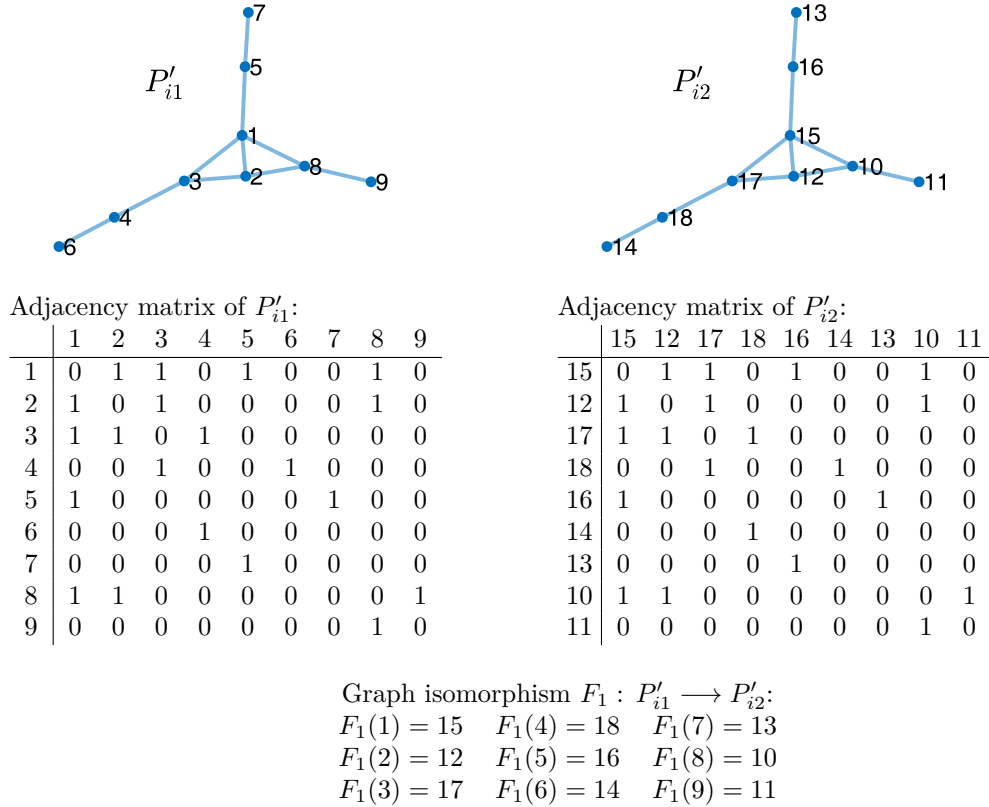 7
13
5
16
P′i1
P′i2
1
15
3 2 8 9
17 12 10 11
4
18
6
14
Adjacency matrix of P′i1:
1 2 3 4 5 6 7 8 9
1 0 1 1 0 1 0 0 1 0
2 1 0 1 0 0 0 0 1 0
3 1 1 0 1 0 0 0 0 0
4 0 0 1 0 0 1 0 0 0
5 1 0 0 0 0 0 1 0 0
6 0 0 0 1 0 0 0 0 0
7 0 0 0 0 1 0 0 0 0
8 1 1 0 0 0 0 0 0 1
9 0 0 0 0 0 0 0 1 0
Adjacency matrix of P′i2:
15 12 17 18 16 14 13 10 11
15 0 1 1 0 1 0 0 1 0
12 1 0 1 0 0 0 0 1 0
17 1 1 0 1 0 0 0 0 0
18 0 0 1 0 0 1 0 0 0
16 1 0 0 0 0 0 1 0 0
14 0 0 0 1 0 0 0 0 0
13 0 0 0 0 1 0 0 0 0
10 1 1 0 0 0 0 0 0 1
11 0 0 0 0 0 0 0 1 0
Graph isomorphism F1 : P′i1 ⟶ P′i2:
F1(1) = 15 F1(4) = 18 F1(7) = 13
F1(2) = 12 F1(5) = 16 F1(8) = 10
F1(3) = 17 F1(6) = 14 F1(9) = 11